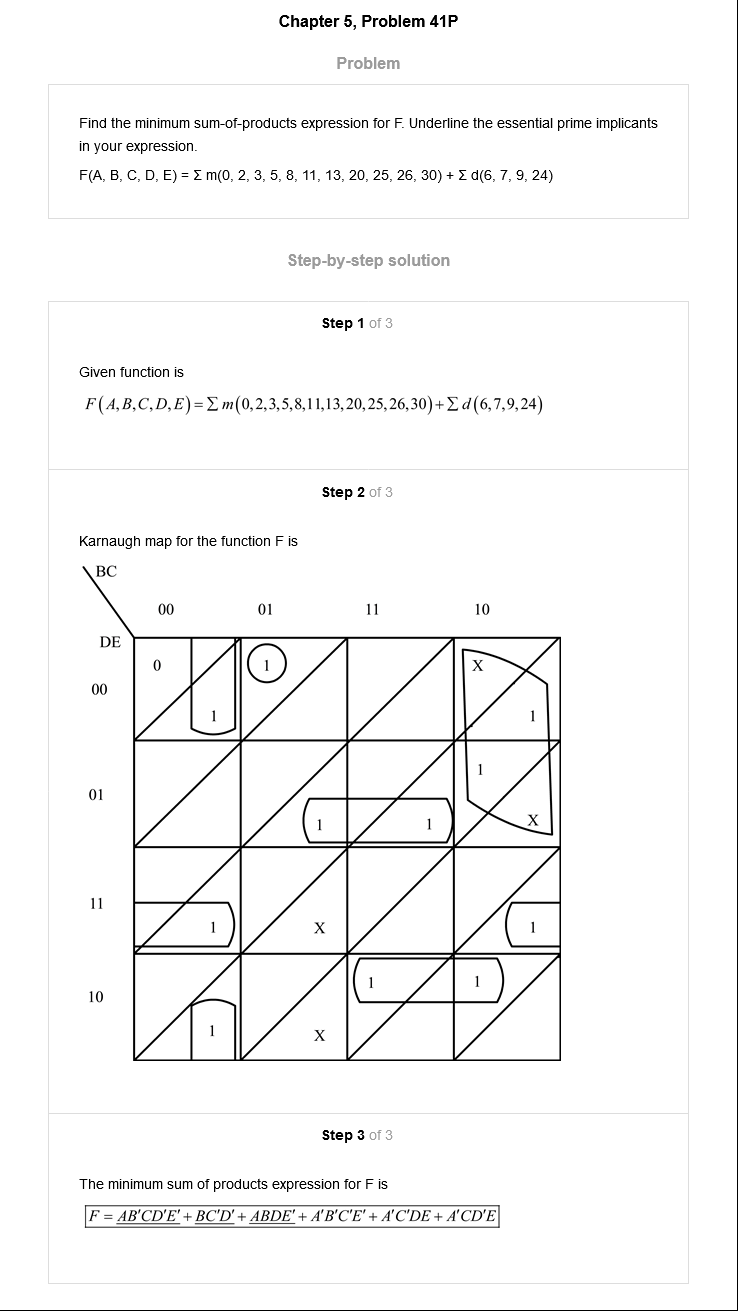 Chapter 5, Problem 41P
Problem
Find the minimum sum-of-products expression for F. Underline the essential prime implicants
in your expression.
F(A, B, C, D, E) = Σ m(0, 2, 3, 5, 8, 11, 13, 20, 25, 26, 30) + Σ d(6, 7, 9, 24)
Step-by-step solution
Step 1 of 3
Given function is
F(A,B,C,D,E)=∑m(0,2,3,5,8,11,13,20,25,26,30)+∑d(6,7,9,24)
Step 2 of 3
Karnaugh map for the function F is
BC
00 01 11 10
DE
0 1 X
00
1 1
1
01
1 1 X
11
1 X 1
1 1
10
1 X
Step 3 of 3
The minimum sum of products expression for F is
F = AB'CD'E' + BC'D' + ABDE' + A'B'C'E' + A'C'DE + A'CD'E